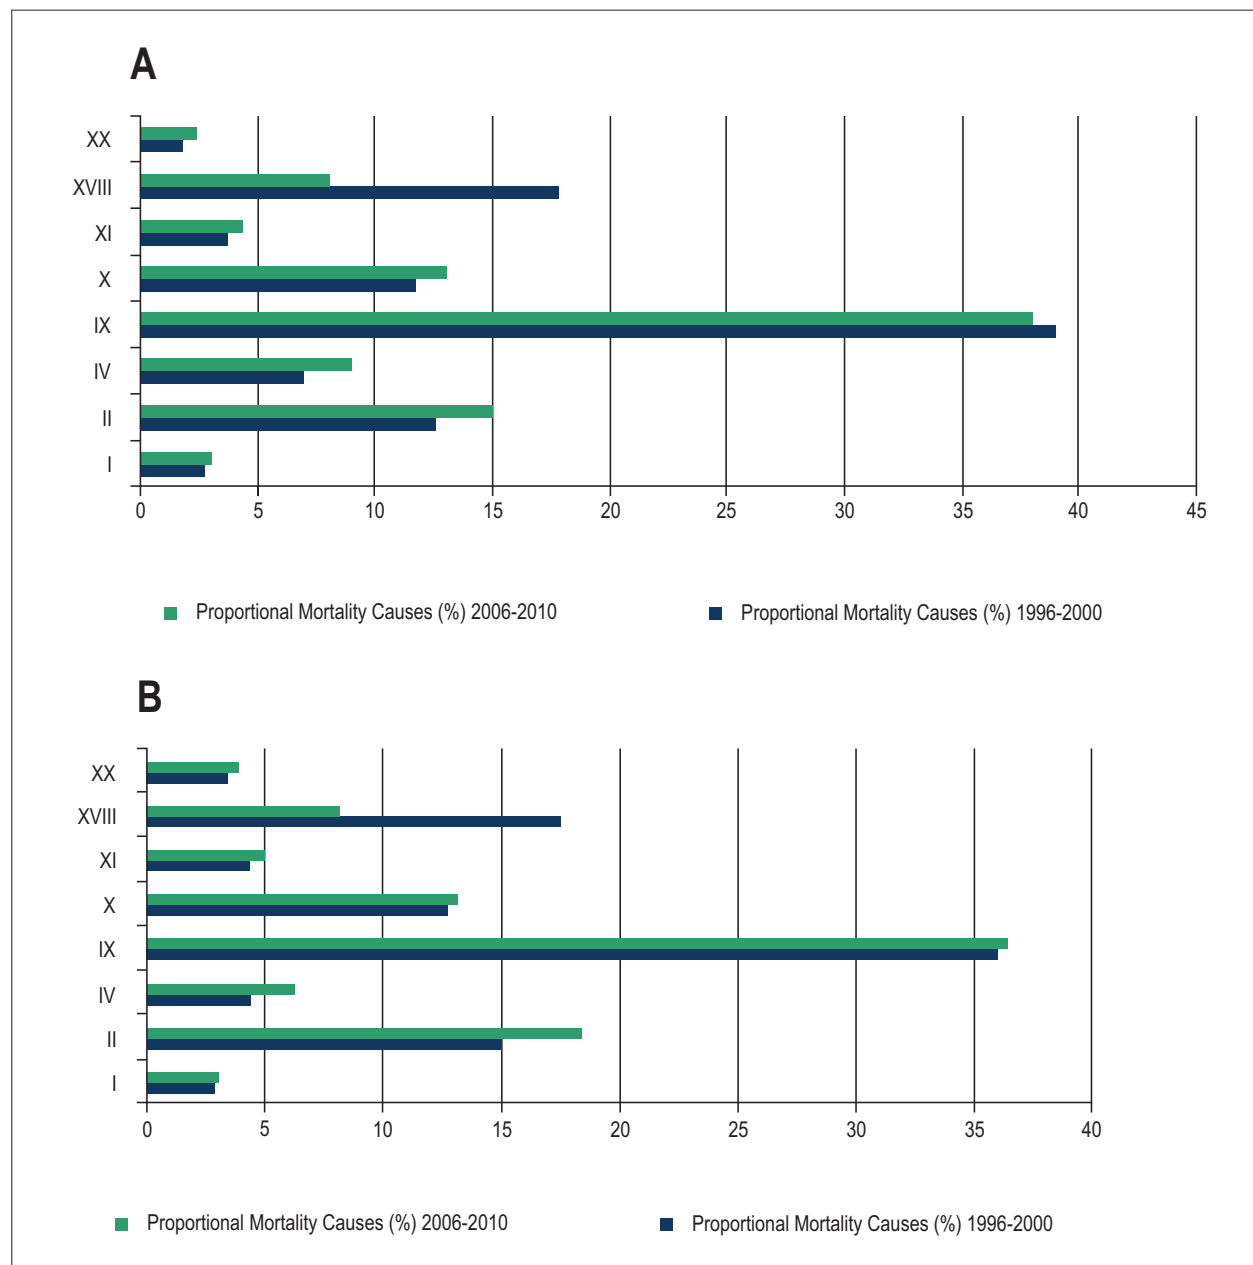 A
XX
XVIII
XI
X
IX
IV
II
I
0 5 10 15 20 25 30 35 40 45
Proportional Mortality Causes (%) 2006-2010 Proportional Mortality Causes (%) 1996-2000
B
XX
XVIII
XI
X
IX
IV
II
I
0 5 10 15 20 25 30 35 40
Proportional Mortality Causes (%) 2006-2010 Proportional Mortality Causes (%) 1996-2000